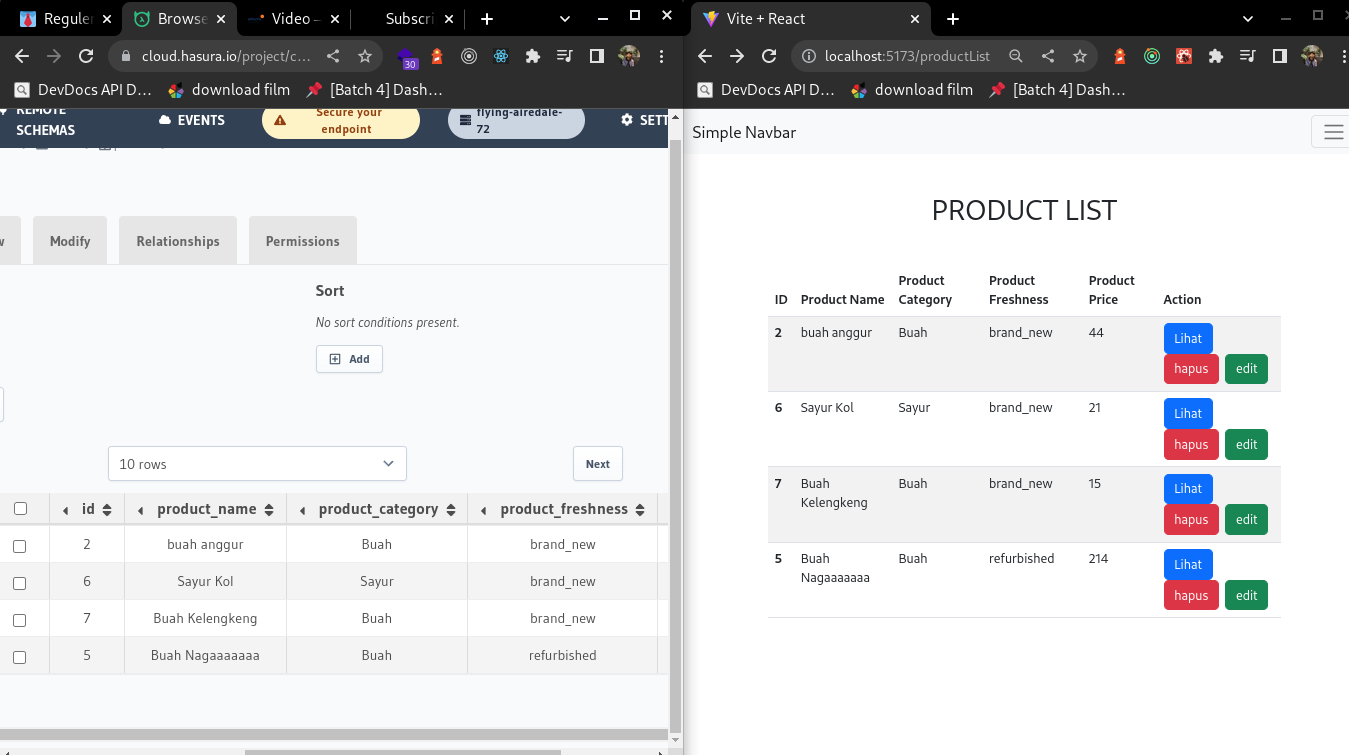 Reguler
Browse
Video –
Subscri
cloud.hasura.io/project/c...
30
DevDocs API D...
download film
[Batch 4] Dash...
REMOTE
SCHEMAS
EVENTS
Secure your
endpoint
flying-airedale-
72
SETT
Modify
Relationships
Permissions
Sort
No sort conditions present.
Add
10 rows
Next
id product_name product_category product_freshness
2 buah anggur Buah brand_new
6 Sayur Kol Sayur brand_new
7 Buah Kelengkeng Buah brand_new
5 Buah Nagaaaaaaa Buah refurbished
Vite + React
localhost:5173/productList
DevDocs API D...
download film
[Batch 4] Dash...
Simple Navbar
PRODUCT LIST
Product Product Product
ID Product Name Category Freshness Price Action
2 buah anggur Buah brand_new 44 Lihat
hapus edit
6 Sayur Kol Sayur brand_new 21 Lihat
hapus edit
7 Buah Buah brand_new 15 Lihat
Kelengkeng
hapus edit
5 Buah Buah refurbished 214 Lihat
Nagaaaaaaa
hapus edit